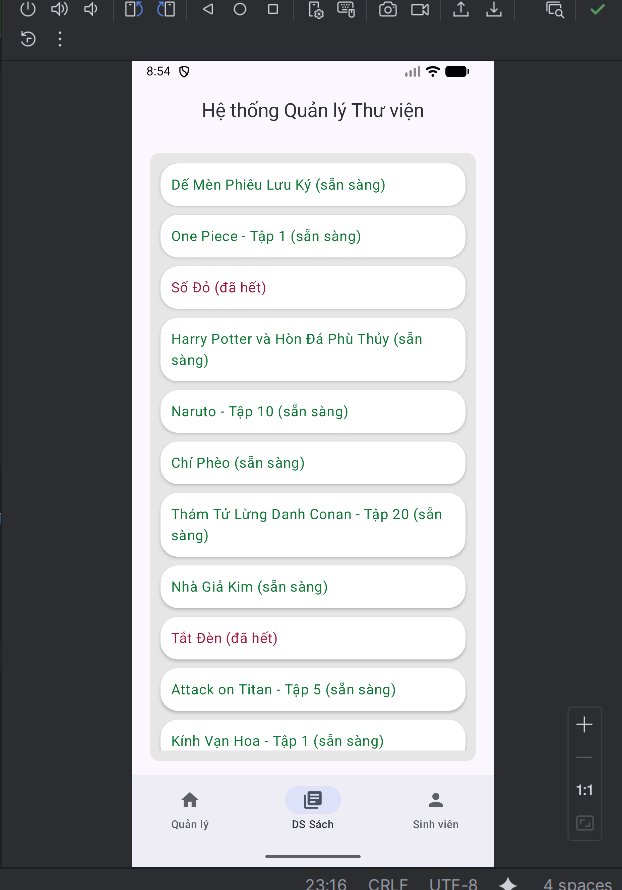 8:54
Hệ thống Quản lý Thư viện
Dế Mèn Phiêu Lưu Ký (sẵn sàng)
One Piece - Tập 1 (sẵn sàng)
Số Đỏ (đã hết)
Harry Potter và Hòn Đá Phù Thủy (sẵn
sàng)
Naruto - Tập 10 (sẵn sàng)
Chí Phèo (sẵn sàng)
Thám Tử Lừng Danh Conan - Tập 20 (sẵn
sàng)
Nhà Giả Kim (sẵn sàng)
Tắt Đèn (đã hết)
Attack on Titan - Tập 5 (sẵn sàng)
Kính Vạn Hoa - Tập 1 (sẵn sàng)
1:1
Quản lý DS Sách Sinh viên
23:16 CRLF UTF-8 4 spaces